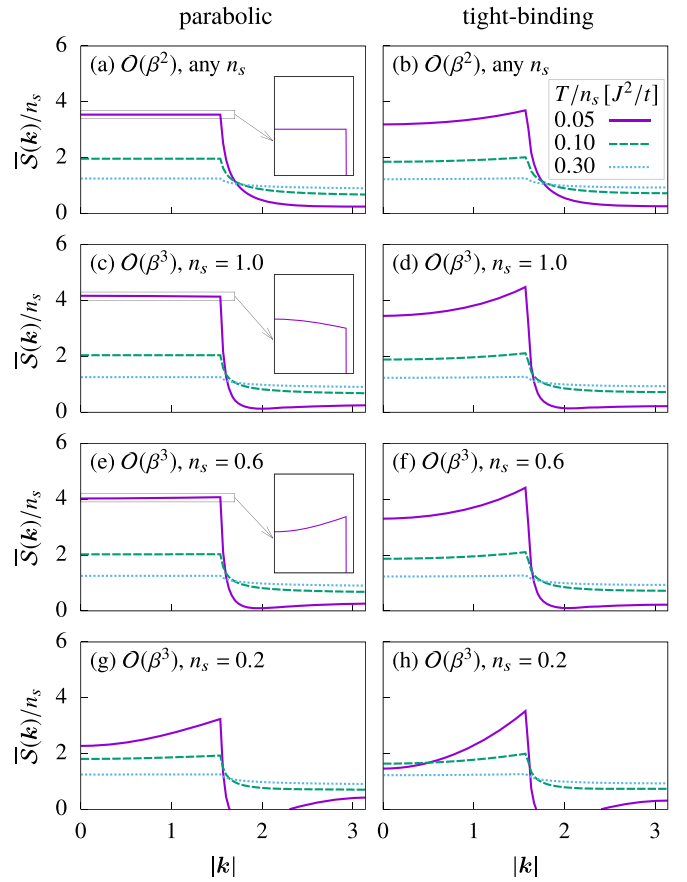 parabolic
tight-binding
(a) 𝒪(β²), any nₛ
(b) 𝒪(β²), any nₛ
T/nₛ [J²/t]
0.05
0.10
0.30
S̅(k)/nₛ
6
4
2
0
(c) 𝒪(β³), nₛ = 1.0
(d) 𝒪(β³), nₛ = 1.0
S̅(k)/nₛ
6
4
2
0
(e) 𝒪(β³), nₛ = 0.6
(f) 𝒪(β³), nₛ = 0.6
S̅(k)/nₛ
6
4
2
0
(g) 𝒪(β³), nₛ = 0.2
(h) 𝒪(β³), nₛ = 0.2
S̅(k)/nₛ
6
4
2
0
0 1 2 3
0 1 2 3
|k|
|k|